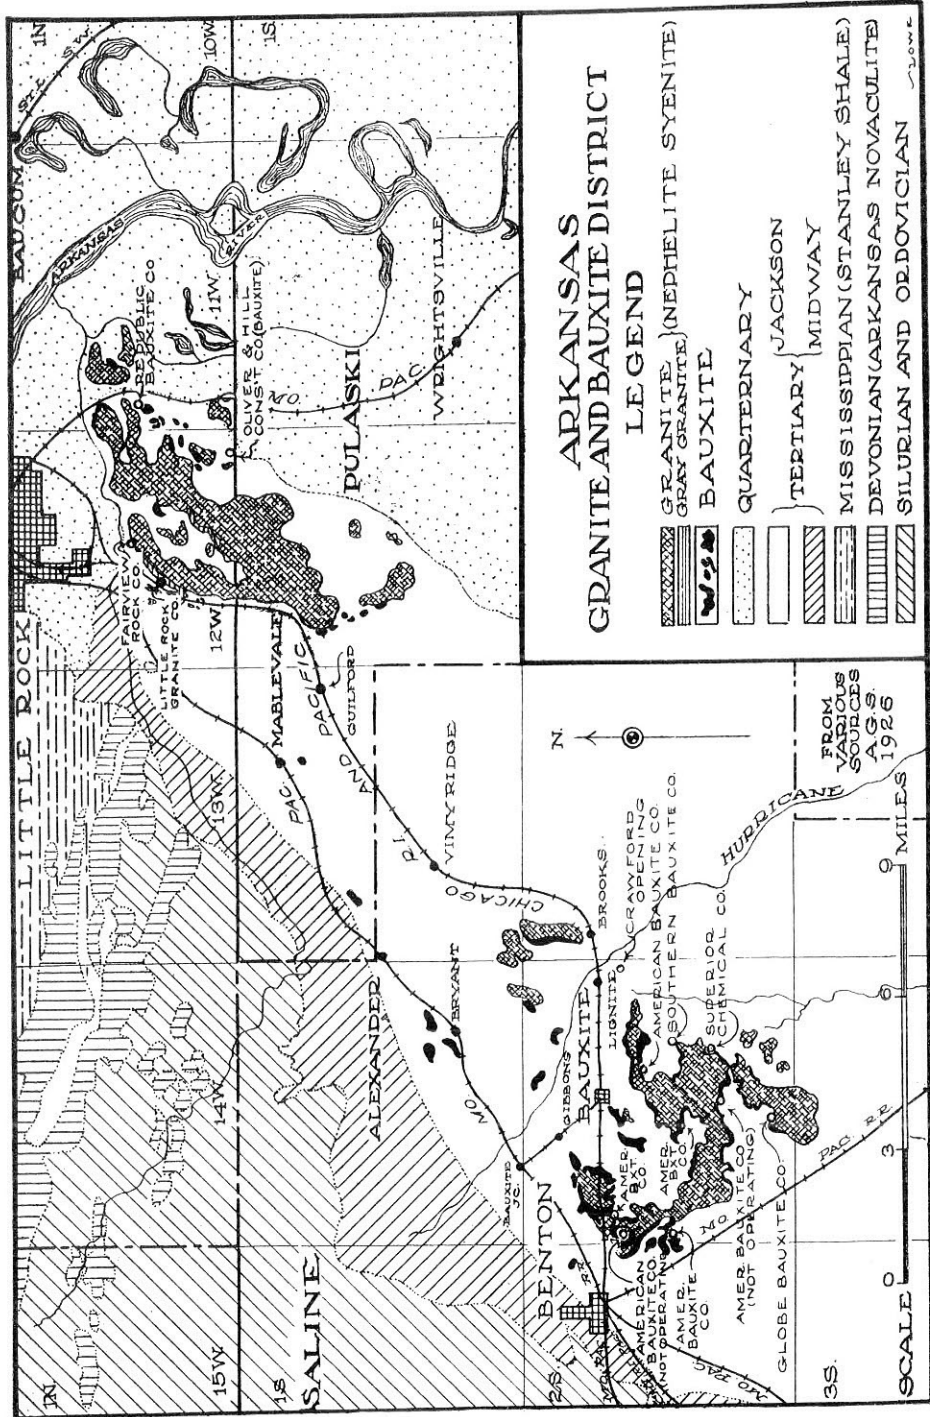 ARKANSAS
GRANITE AND BAUXITE DISTRICT
LEGEND
GRANITE
GRAY GRANITE
(NEPHELITE SYENITE)
BAUXITE
QUARTERNARY
TERTIARY
JACKSON
MIDWAY
MISSISSIPPIAN (STANLEY SHALE)
DEVONIAN (ARKANSAS NOVACULITE)
SILURIAN AND ORDOVICIAN
LITTLE ROCK
BAUCUM
1N
ARKANSAS
RIVER
10W
1S
REPUBLIC
BAUXITE CO
11W
OLIVER & HILL
CONST CO (BAUXITE)
PULASKI
MO.
PAC
WRIGHTSVILLE
FAIRVIEW
ROCK CO.
LITTLE ROCK
GRANITE CO.
12W
MABLEVALE
PACIFIC
GUILFORD
AND
R.I.
CHICAGO
PAC
MO
13W
VIMY RIDGE
ALEXANDER
BRYANT
14W
BROOKS
N
HURRICANE
CRAWFORD
OPENING
LIGNITE
AMERICAN BAUXITE CO.
SOUTHERN BAUXITE CO.
SUPERIOR
CHEMICAL CO.
BAUXITE
GIBBONS
BAUXITE
JC.
BENTON
R.R.
AMER
BXT.
CO.
AMER
BXT.
CO.
AMERICAN
BAUXITE CO.
(NOT OPERATING)
AMER.
BAUXITE
CO.
AMER BAUXITE CO.
(NOT OPERATING)
GLOBE BAUXITE CO.
MO.
PAC R.R.
MO PAC
1N
15W
1S
SALINE
2S
3S.
FROM
VARIOUS
SOURCES
A.G.S.
1926
SCALE
0
3
6
9
MILES